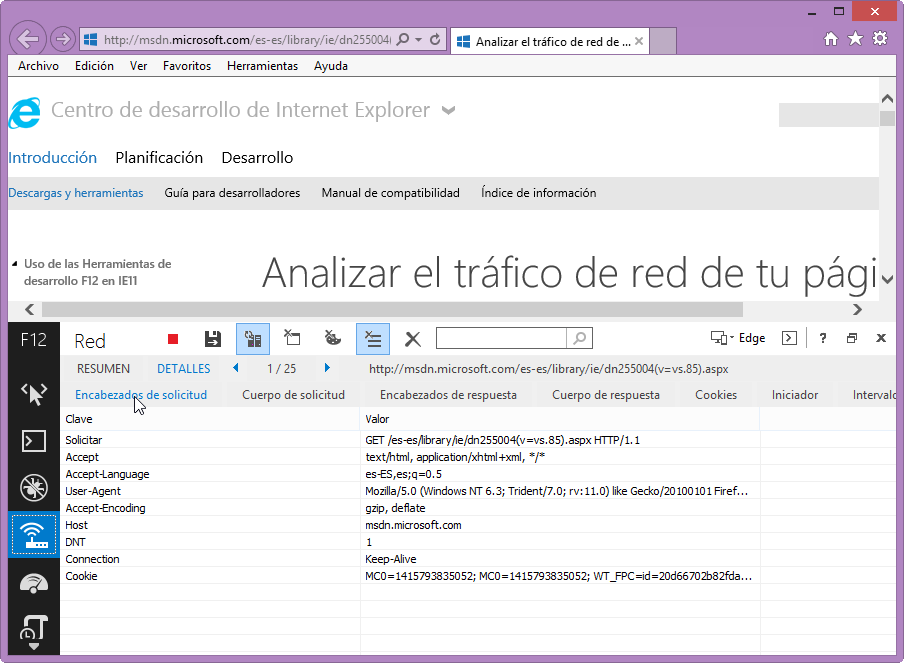 http://msdn.microsoft.com/es-es/library/ie/dn255004(
Analizar el tráfico de red de ...
Archivo Edición Ver Favoritos Herramientas Ayuda
Centro de desarrollo de Internet Explorer
Introducción Planificación Desarrollo
Descargas y herramientas Guía para desarrolladores Manual de compatibilidad Índice de información
Uso de las Herramientas de
desarrollo F12 en IE11
Analizar el tráfico de red de tu pági
F12 Red Edge ?
RESUMEN DETALLES 1 / 25 http://msdn.microsoft.com/es-es/library/ie/dn255004(v=vs.85).aspx
Encabezados de solicitud Cuerpo de solicitud Encabezados de respuesta Cuerpo de respuesta Cookies Iniciador Intervalo
Clave Valor
Solicitar GET /es-es/library/ie/dn255004(v=vs.85).aspx HTTP/1.1
Accept text/html, application/xhtml+xml, */*
Accept-Language es-ES,es;q=0.5
User-Agent Mozilla/5.0 (Windows NT 6.3; Trident/7.0; rv:11.0) like Gecko/20100101 Firef...
Accept-Encoding gzip, deflate
Host msdn.microsoft.com
DNT 1
Connection Keep-Alive
Cookie MC0=1415793835052; MC0=1415793835052; WT_FPC=id=20d66702b82fda...